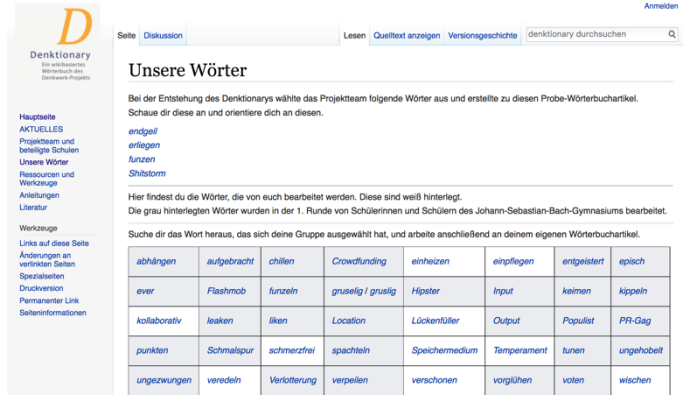 Anmelden
D
Denktionary
Ein wikibasiertes
Wörterbuch des
Denkwerk-Projekts
Seite Diskussion Lesen Quelltext anzeigen Versionsgeschichte denktionary durchsuchen
Unsere Wörter
Bei der Entstehung des Denktionarys wählte das Projektteam folgende Wörter aus und erstellte zu diesen Probe-Wörterbuchartikel.
Schaue dir diese an und orientiere dich an diesen.
endgeil
erliegen
funzen
Shitstorm
Hier findest du die Wörter, die von euch bearbeitet werden. Diese sind weiß hinterlegt.
Die grau hinterlegten Wörter wurden in der 1. Runde von Schülerinnen und Schülern des Johann-Sebastian-Bach-Gymnasiums bearbeitet.
Suche dir das Wort heraus, das sich deine Gruppe ausgewählt hat, und arbeite anschließend an deinem eigenen Wörterbuchartikel.
abhängen aufgebracht chillen Crowdfunding einheizen einpflegen entgeistert episch
ever Flashmob funzeln gruselig / gruslig Hipster Input keimen kippeln
kollaborativ leaken liken Location Lückenfüller Output Populist PR-Gag
punkten Schmalspur schmerzfrei spachteln Speichermedium Temperament tunen ungehobelt
ungezwungen veredeln Verlotterung verpeilen verschonen vorglühen voten wischen
Hauptseite
AKTUELLES
Projektteam und
beteiligte Schulen
Unsere Wörter
Ressourcen und
Werkzeuge
Anleitungen
Literatur
Werkzeuge
Links auf diese Seite
Änderungen an
verlinkten Seiten
Spezialseiten
Druckversion
Permanenter Link
Seiteninformationen